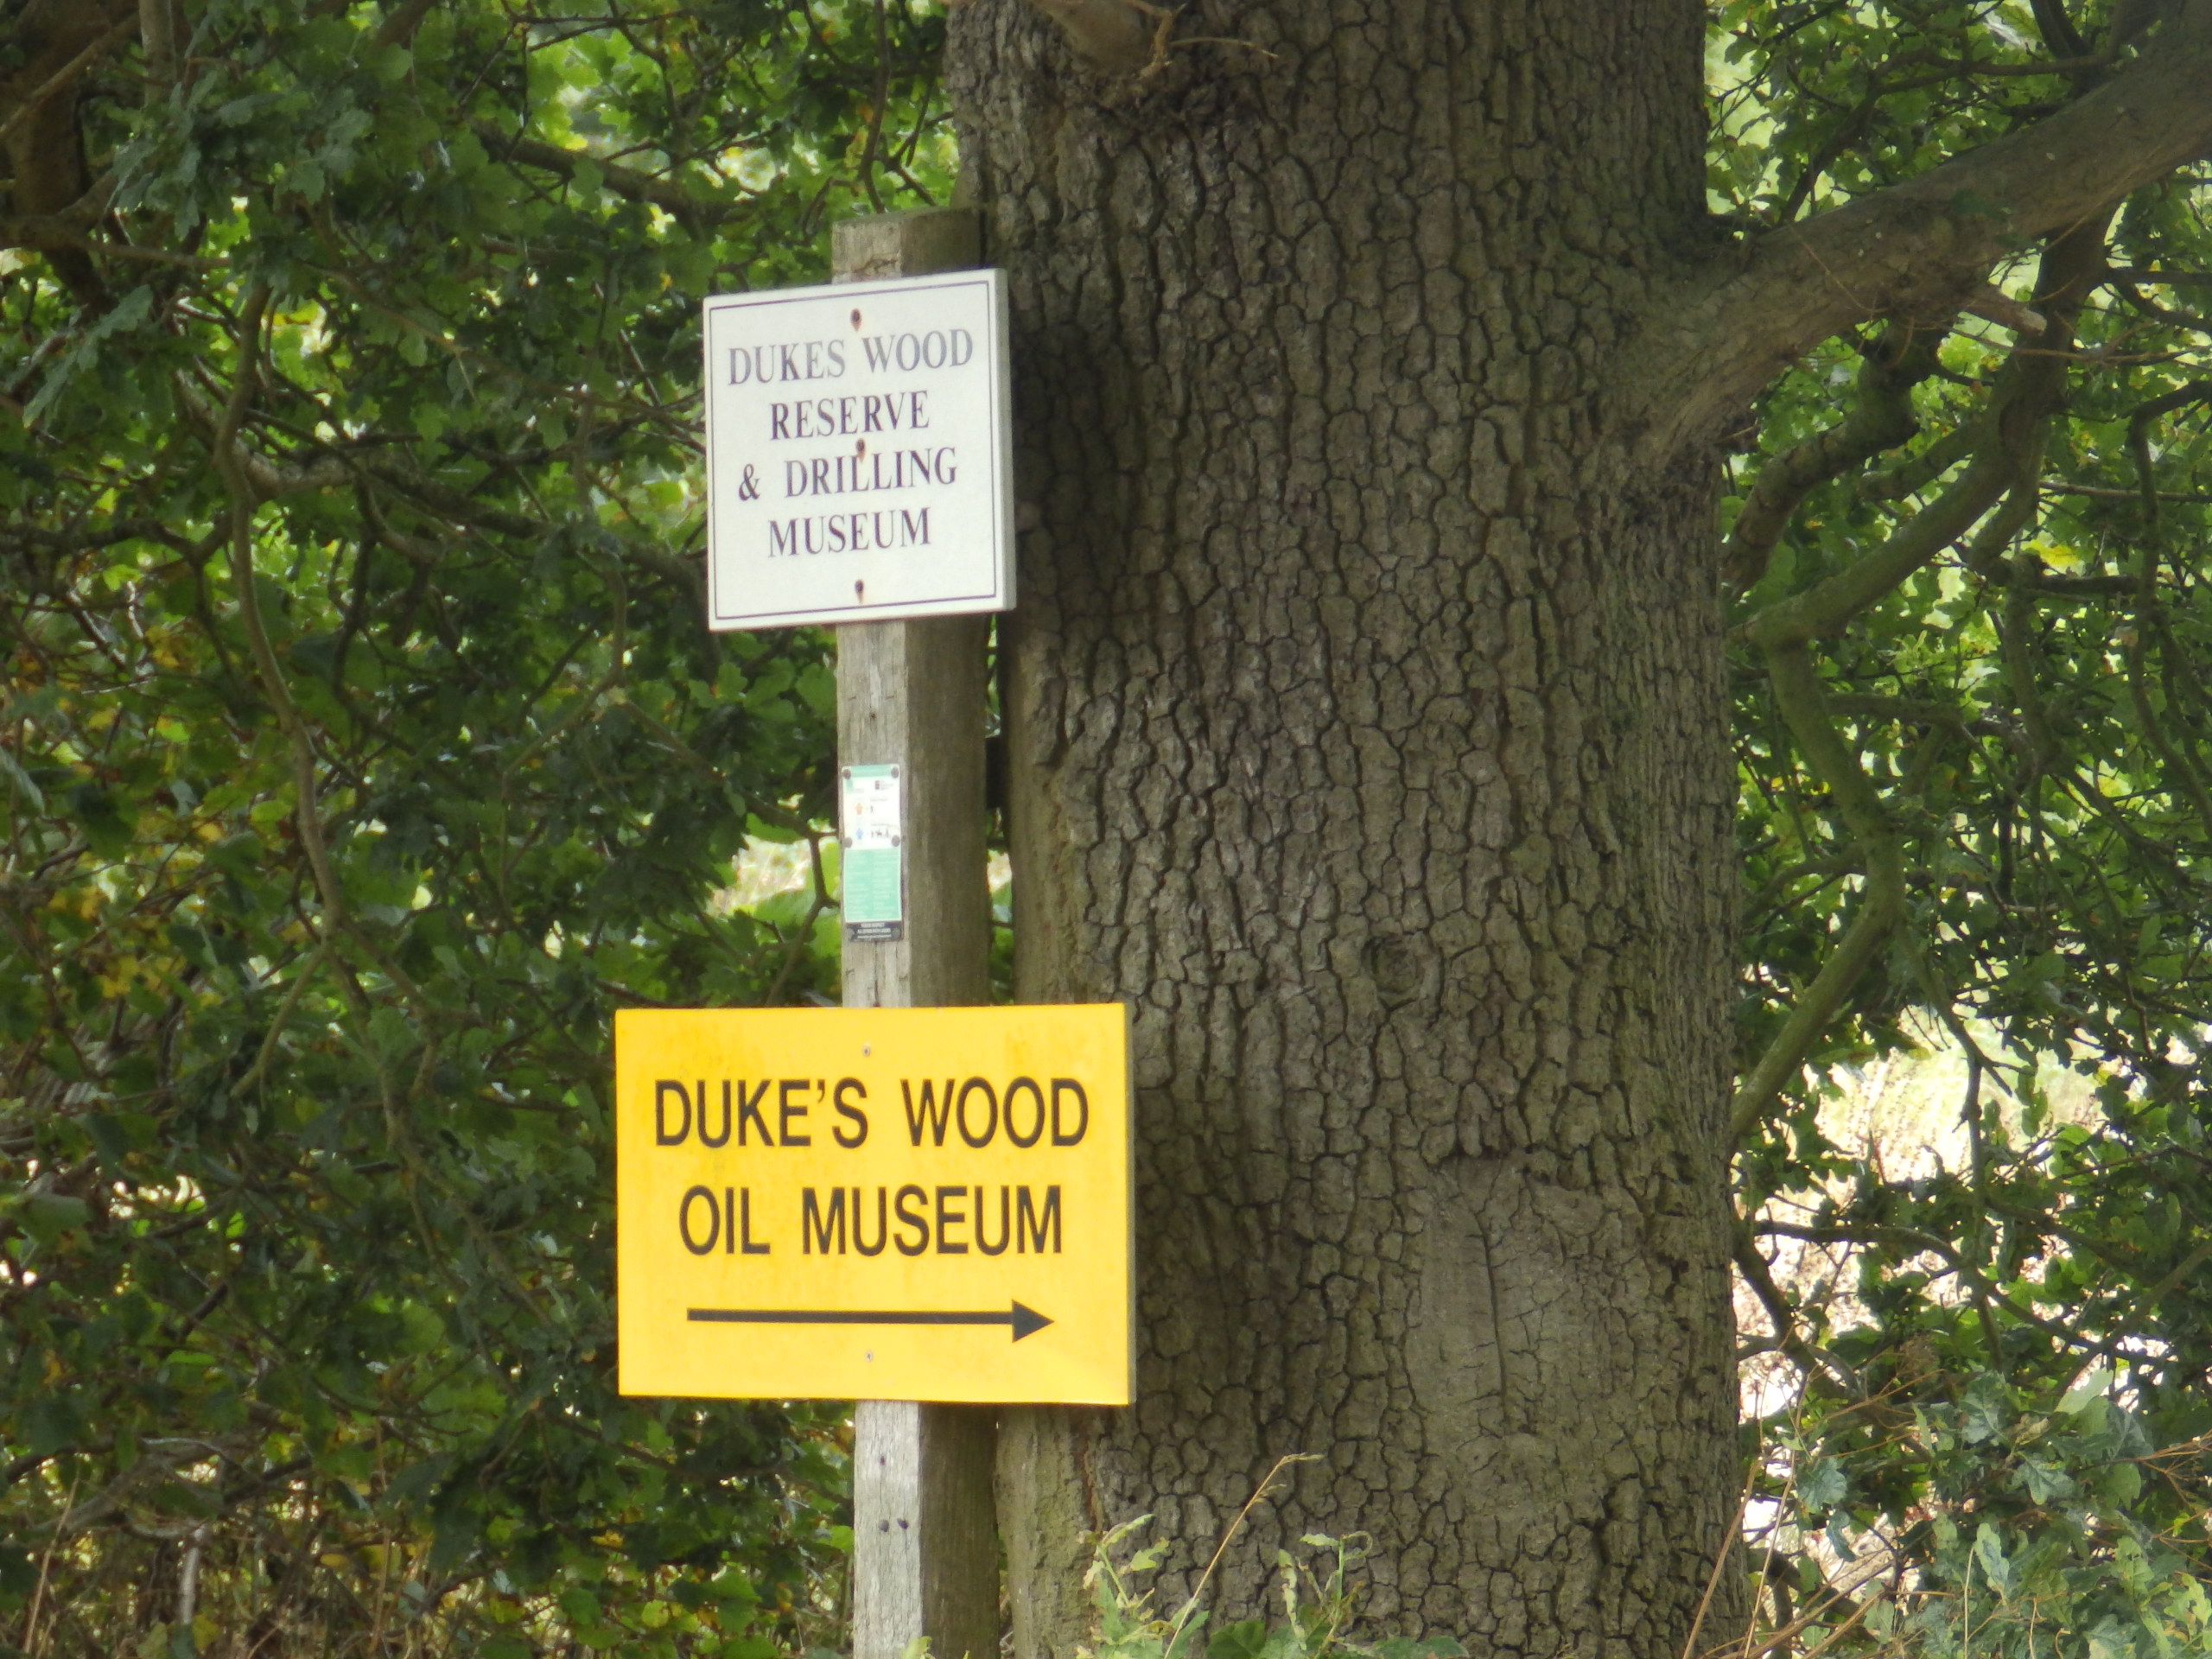 DUKES WOOD
RESERVE
& DRILLING
MUSEUM
DUKE'S WOOD
OIL MUSEUM